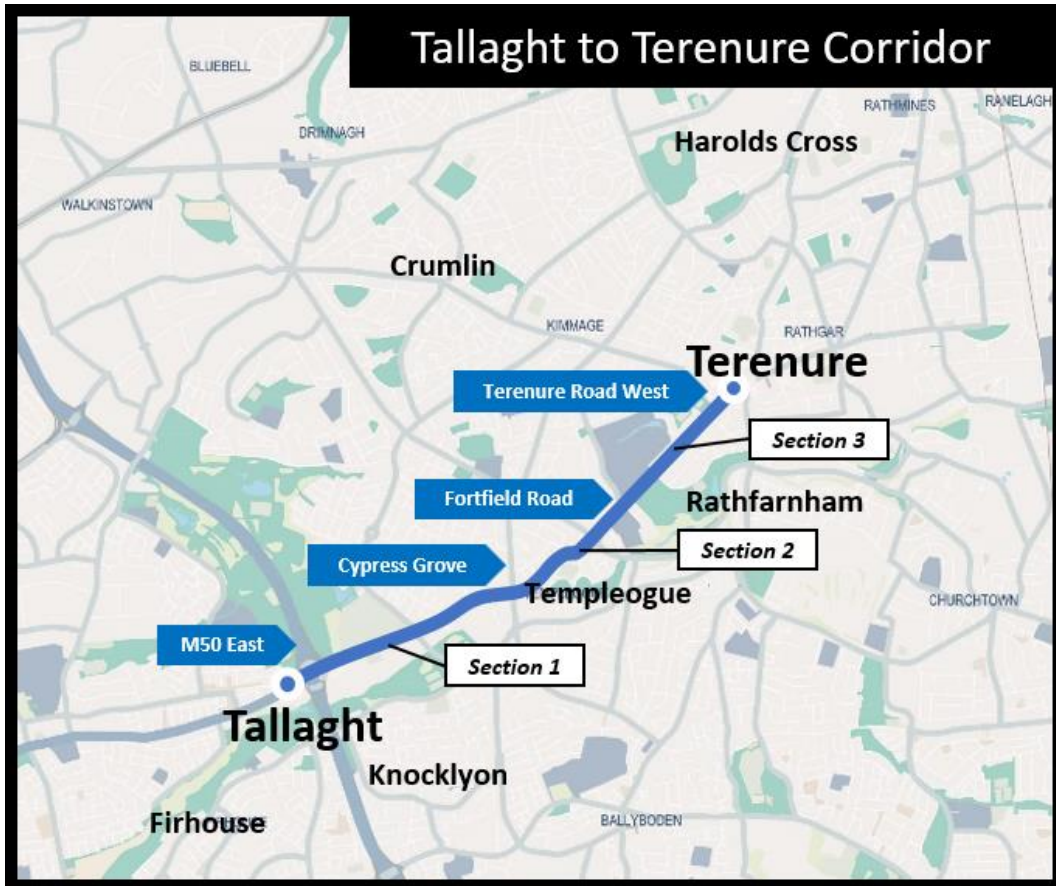 Tallaght to Terenure Corridor
BLUEBELL
RATHMINES
RANELAGH
DRIMNAGH
Harolds Cross
WALKINSTOWN
Crumlin
KIMMAGE
RATHGAR
Terenure
Terenure Road West
Section 3
Fortfield Road
Rathfarnham
Section 2
Cypress Grove
Templeogue
CHURCHTOWN
M50 East
Section 1
Tallaght
Knocklyon
Firhouse
BALLYBODEN